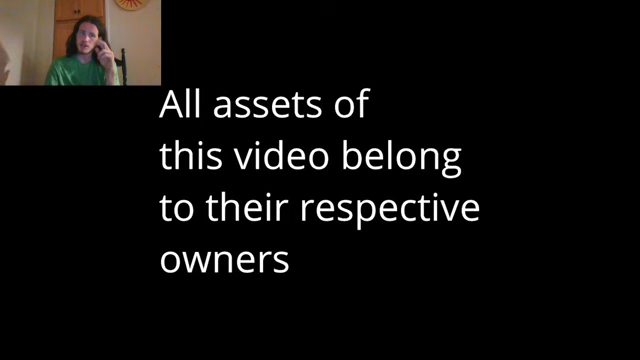 All assets of
this video belong
to their respective
owners